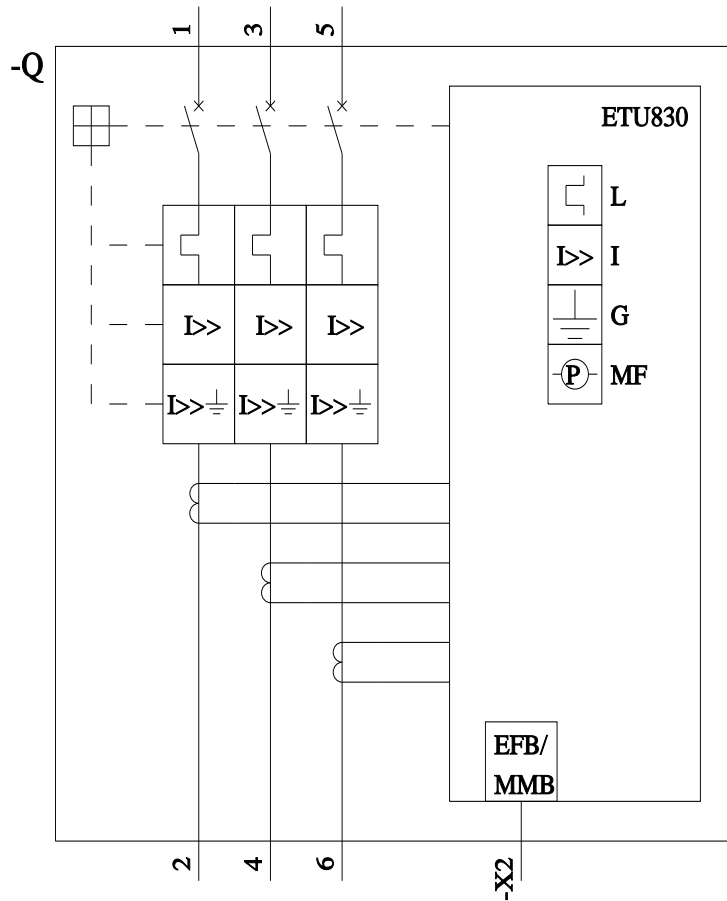 1 3 5
-Q
ETU830
L
I>> I
G
P MF
I>> I>> I>>
I>> I>> I>>
EFB/
MMB
2 4 6 -X2